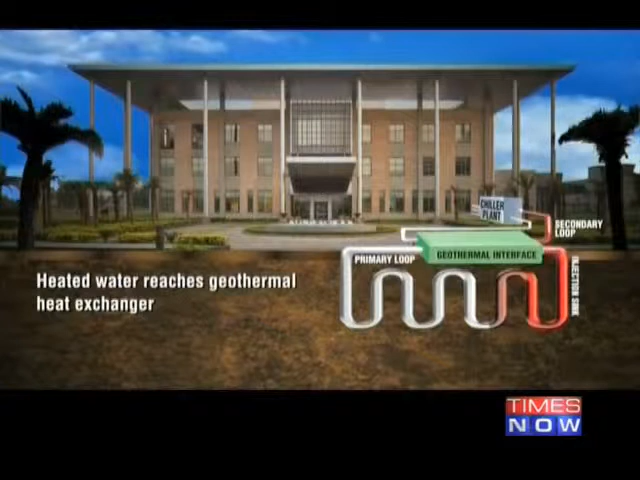 CHILLER
PLANT
SECONDARY
LOOP
PRIMARY LOOP
GEOTHERMAL INTERFACE
INJECTION SINK
Heated water reaches geothermal
heat exchanger
TIMES
NOW